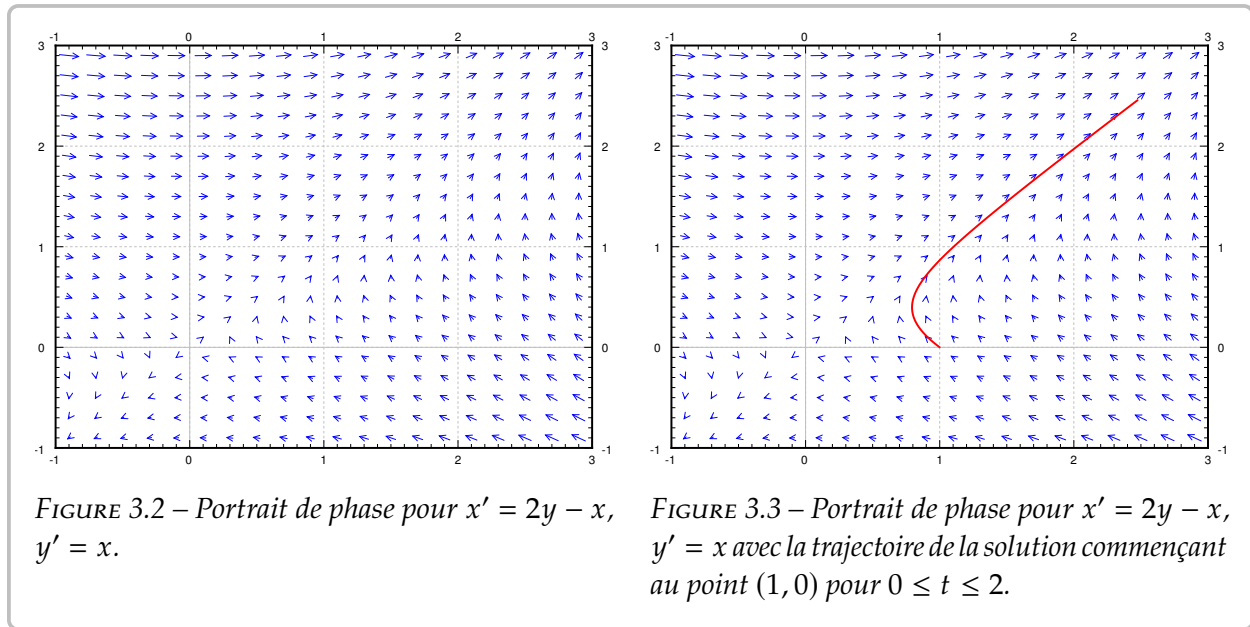 -1 0 1 2 3
3 3
2 2
1 1
0 0
-1 -1
-1 0 1 2 3
-1 0 1 2 3
3 3
2 2
1 1
0 0
-1 -1
-1 0 1 2 3
FIGURE 3.2 – Portrait de phase pour x′ = 2y − x,
y′ = x.
FIGURE 3.3 – Portrait de phase pour x′ = 2y − x,
y′ = x avec la trajectoire de la solution commençant
au point (1, 0) pour 0 ≤ t ≤ 2.